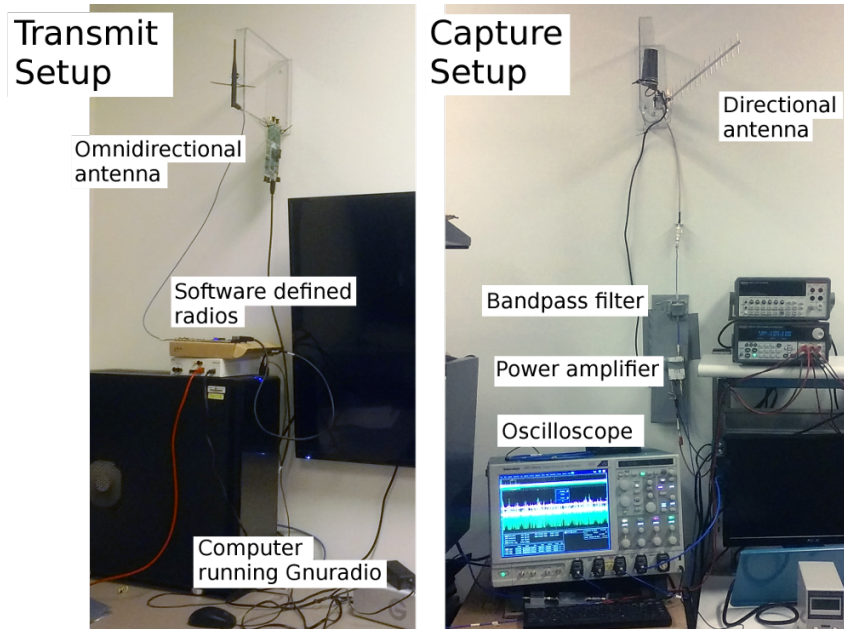 Transmit
Setup
Omnidirectional
antenna
Software defined
radios
Computer
running Gnuradio
Capture
Setup
Directional
antenna
Bandpass filter
Power amplifier
Oscilloscope